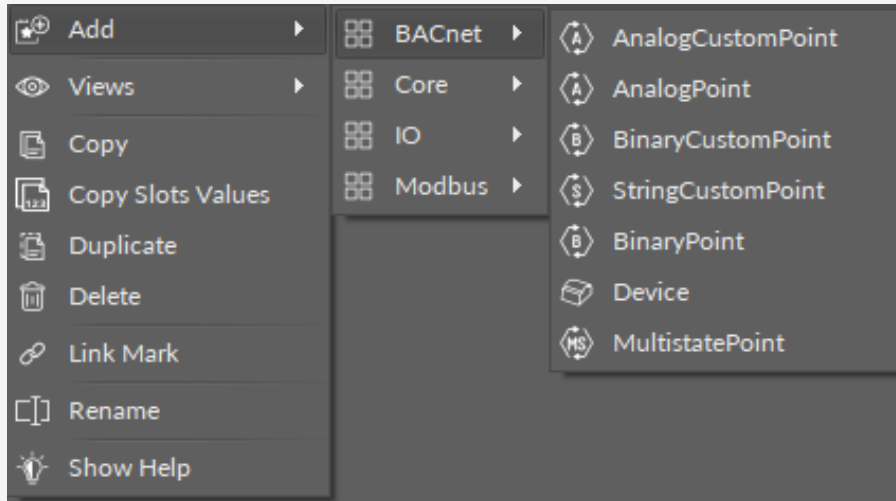 Add
Views
Copy
Copy Slots Values
Duplicate
Delete
Link Mark
Rename
Show Help
BACnet
Core
IO
Modbus
AnalogCustomPoint
AnalogPoint
BinaryCustomPoint
StringCustomPoint
BinaryPoint
Device
MultistatePoint